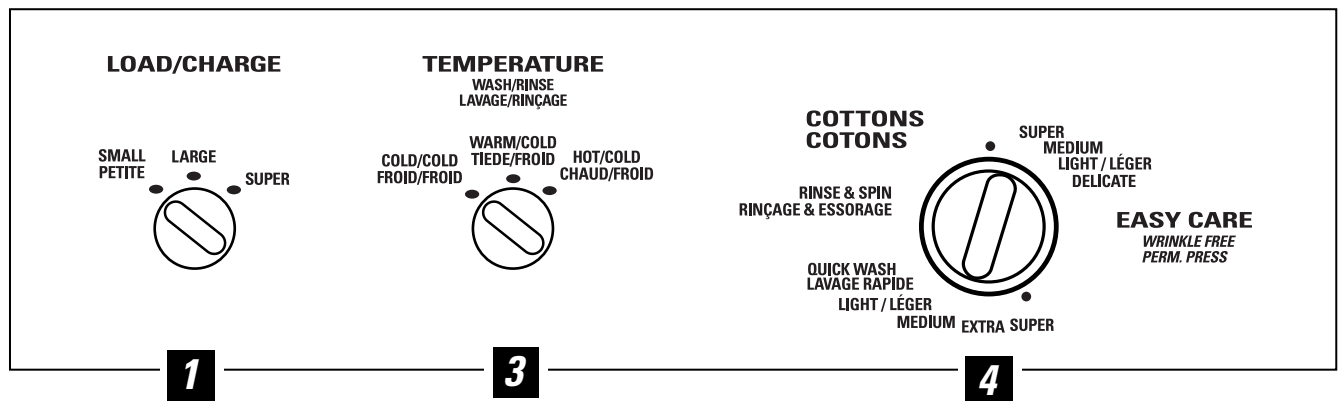 LOAD/CHARGE
SMALL
PETITE
LARGE
SUPER
TEMPERATURE
WASH/RINSE
LAVAGE/RINÇAGE
COLD/COLD
FROID/FROID
WARM/COLD
TIEDE/FROID
HOT/COLD
CHAUD/FROID
COTTONS
COTONS
SUPER
MEDIUM
LIGHT / LÉGER
DELICATE
RINSE & SPIN
RINÇAGE & ESSORAGE
EASY CARE
WRINKLE FREE
PERM. PRESS
QUICK WASH
LAVAGE RAPIDE
LIGHT / LÉGER
MEDIUM
EXTRA SUPER
1
3
4